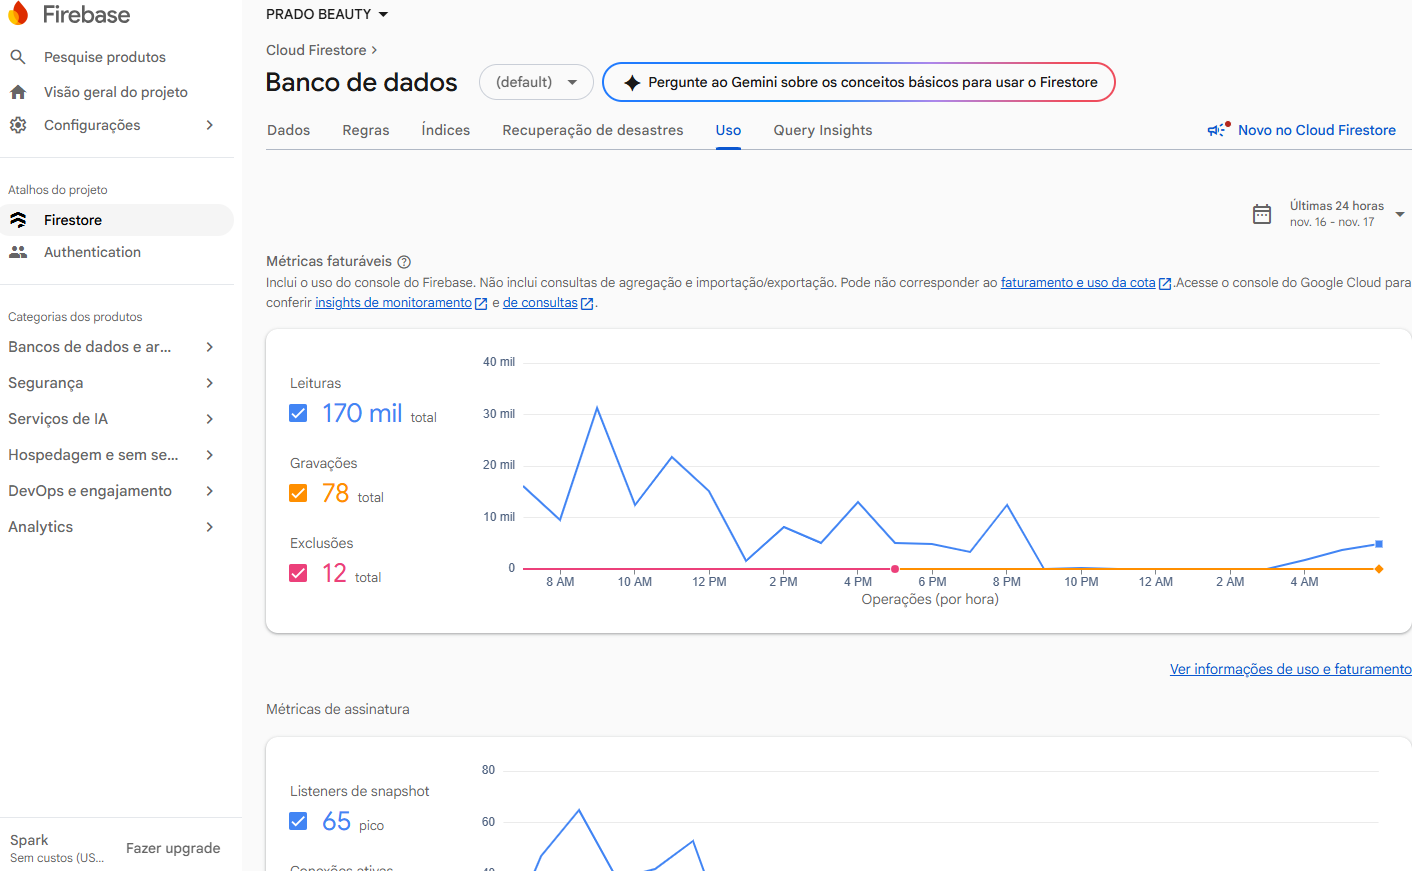 Firebase
Pesquise produtos
Visão geral do projeto
Configurações
Atalhos do projeto
Firestore
Authentication
Categorias dos produtos
Bancos de dados e ar...
Segurança
Serviços de IA
Hospedagem e sem se...
DevOps e engajamento
Analytics
Spark
Sem custos (US...
Fazer upgrade
PRADO BEAUTY
Cloud Firestore
Banco de dados
(default)
Pergunte ao Gemini sobre os conceitos básicos para usar o Firestore
Dados Regras Índices Recuperação de desastres Uso Query Insights
Novo no Cloud Firestore
Últimas 24 horas
nov. 16 - nov. 17
Métricas faturáveis
Inclui o uso do console do Firebase. Não inclui consultas de agregação e importação/exportação. Pode não corresponder ao faturamento e uso da cota .Acesse o console do Google Cloud para
conferir insights de monitoramento e de consultas .
Leituras
170 mil total
Gravações
78 total
Exclusões
12 total
40 mil
30 mil
20 mil
10 mil
0
8 AM 10 AM 12 PM 2 PM 4 PM 6 PM 8 PM 10 PM 12 AM 2 AM 4 AM
Operações (por hora)
Ver informações de uso e faturamento
Métricas de assinatura
Listeners de snapshot
65 pico
Conexões ativas
80
60
40